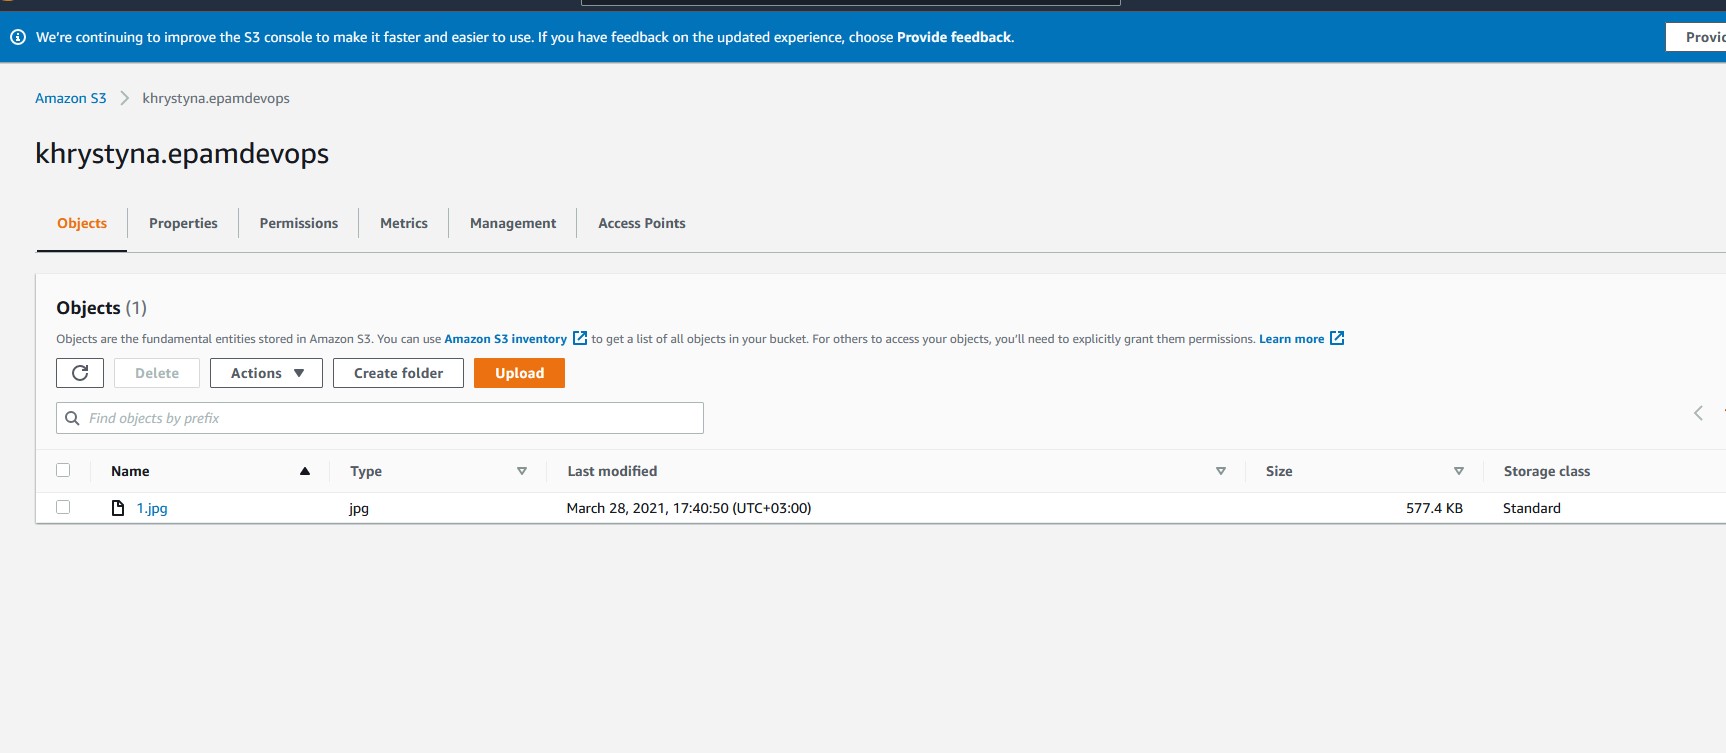 We're continuing to improve the S3 console to make it faster and easier to use. If you have feedback on the updated experience, choose Provide feedback.
Amazon S3 khrystyna.epamdevops
khrystyna.epamdevops
Objects Properties Permissions Metrics Management Access Points
Objects (1)
Objects are the fundamental entities stored in Amazon S3. You can use Amazon S3 inventory to get a list of all objects in your bucket. For others to access your objects, you'll need to explicitly grant them permissions. Learn more
Delete Actions Create folder Upload
Find objects by prefix
Name Type Last modified Size Storage class
1.jpg jpg March 28, 2021, 17:40:50 (UTC+03:00) 577.4 KB Standard